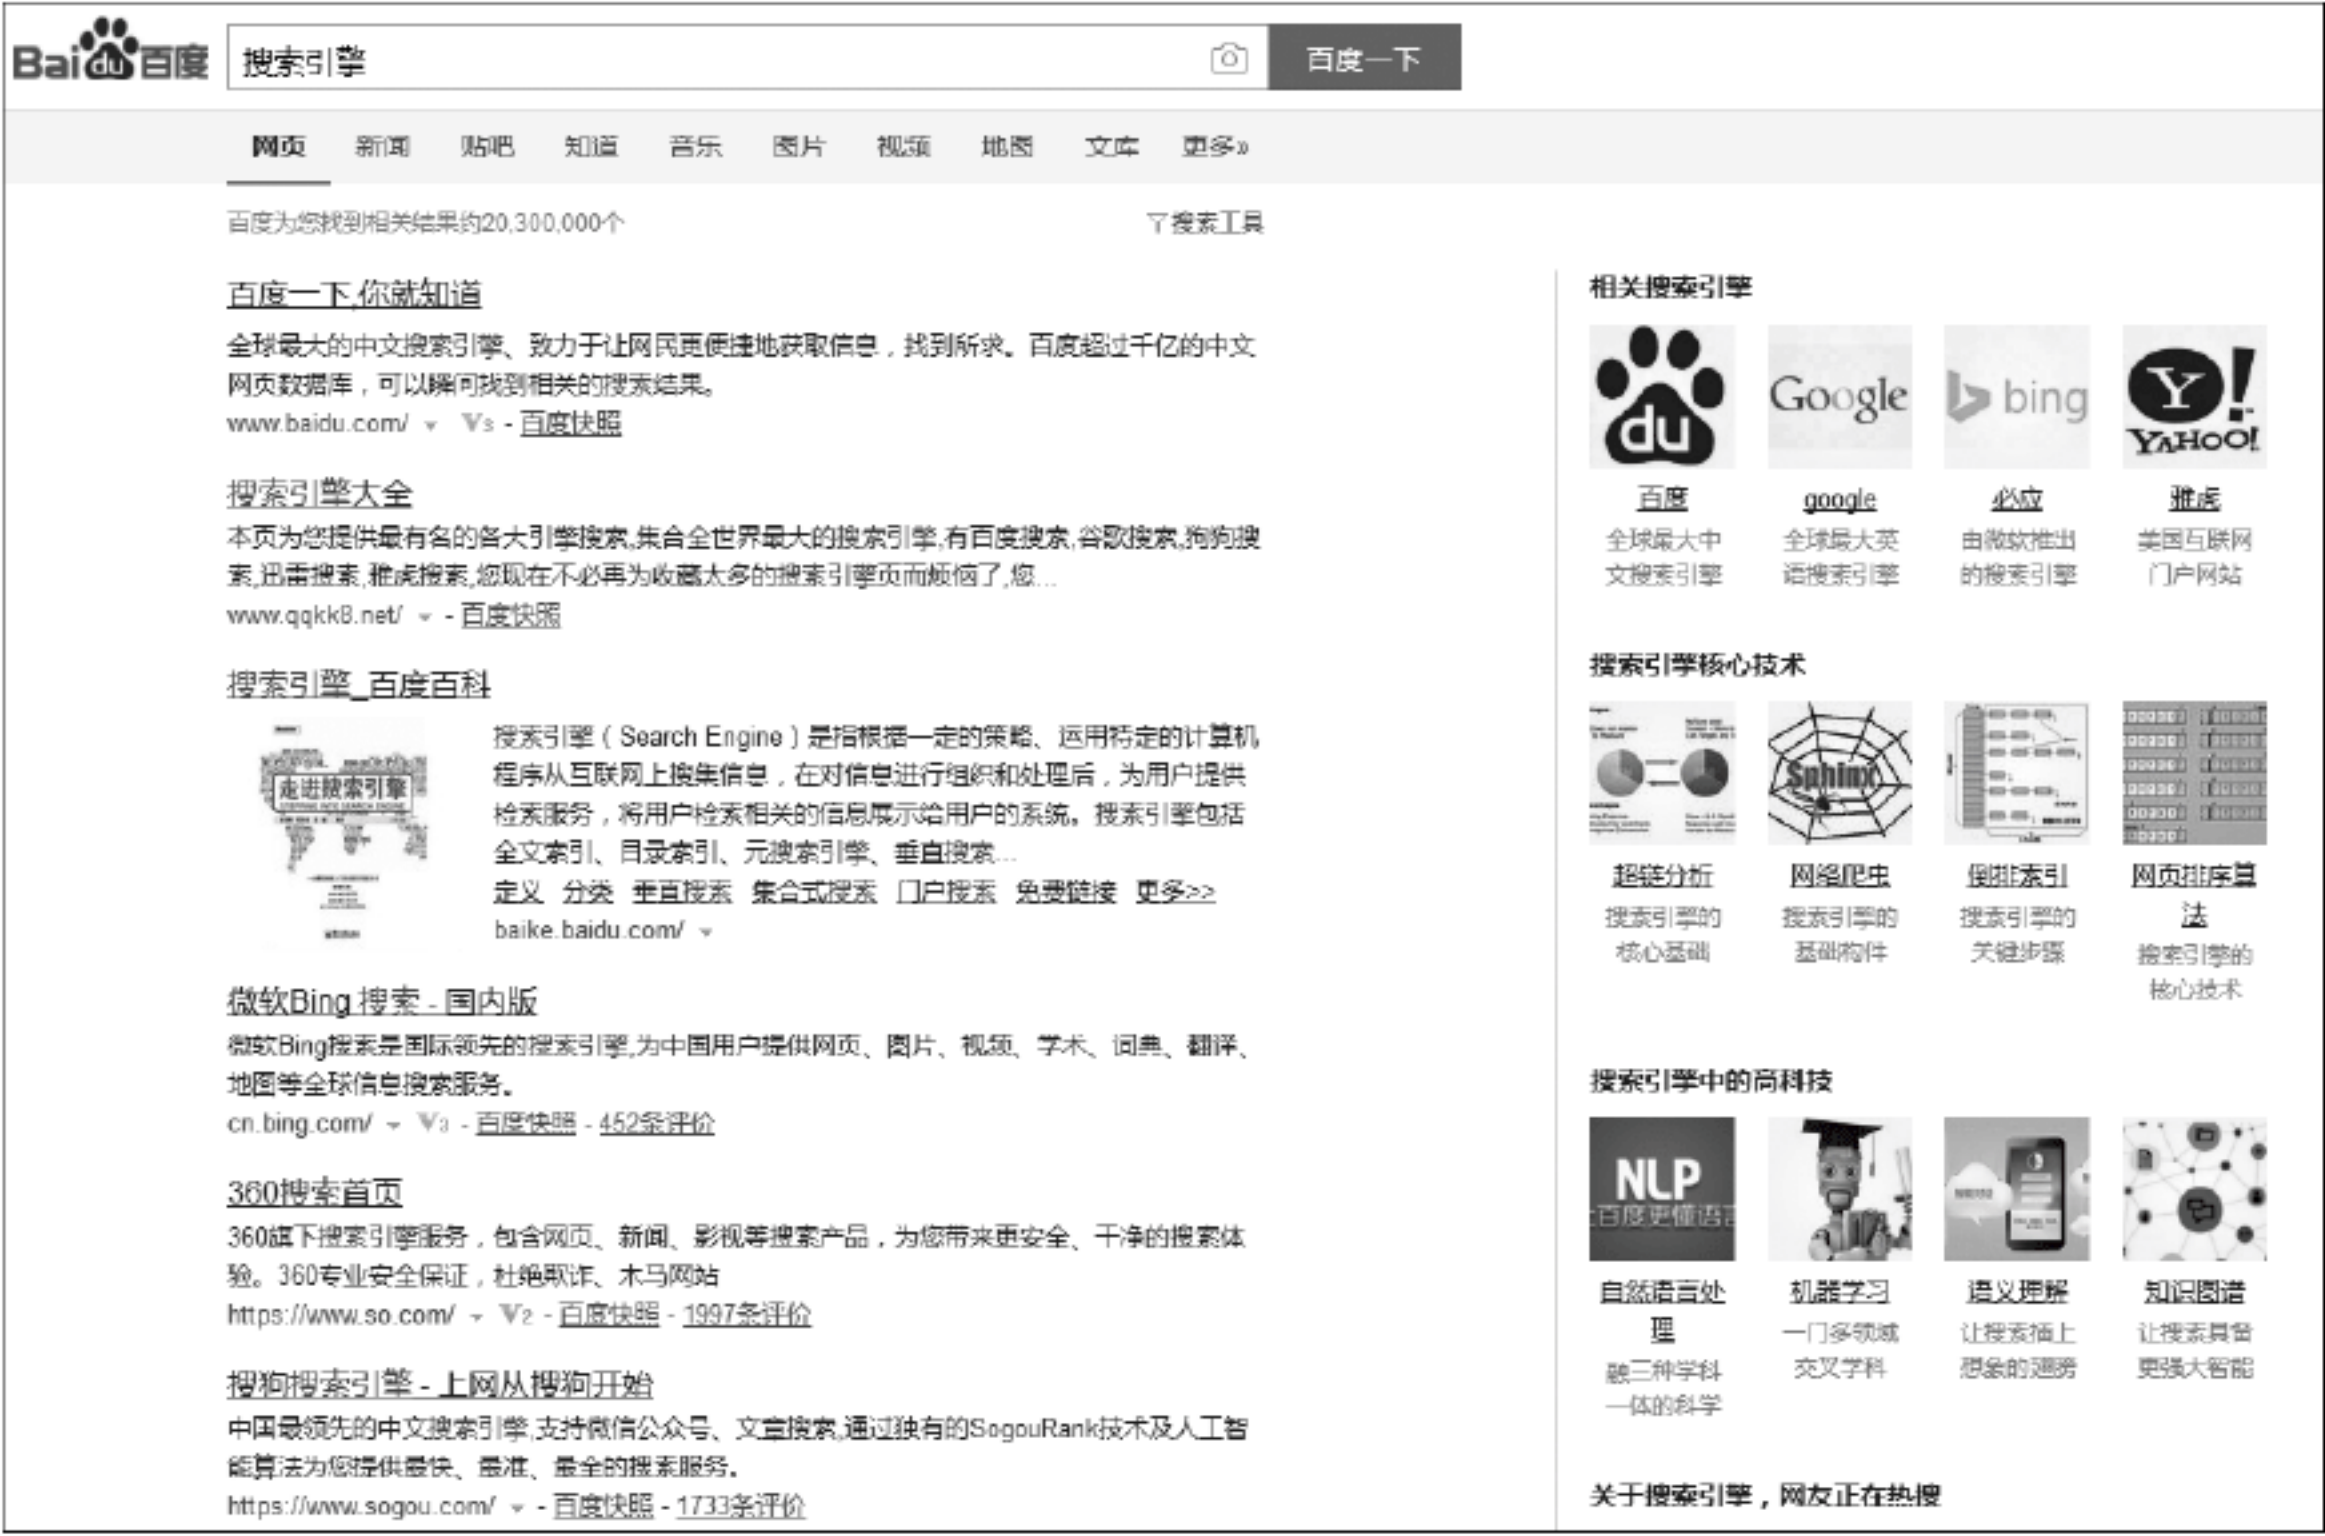 Bai du 百度
搜索引擎
百度一下
网页 新闻 贴吧 知道 音乐 图片 视频 地图 文库 更多»
百度为您找到相关结果约20,300,000个
搜索工具
百度一下,你就知道
全球最大的中文搜索引擎、致力于让网民更便捷地获取信息，找到所求。百度超过千亿的中文
网页数据库，可以瞬间找到相关的搜索结果。
www.baidu.com/ V3 - 百度快照
搜索引擎大全
本页为您提供最有名的各大引擎搜索,集合全世界最大的搜索引擎,有百度搜索,谷歌搜索,狗狗搜
索,迅雷搜索,雅虎搜索,您现在不必再为收藏太多的搜索引擎页而烦恼了,您...
www.qqkk8.net/ - 百度快照
搜索引擎_百度百科
走进搜索引擎
搜索引擎（Search Engine）是指根据一定的策略、运用特定的计算机
程序从互联网上搜集信息，在对信息进行组织和处理后，为用户提供
检索服务，将用户检索相关的信息展示给用户的系统。搜索引擎包括
全文索引、目录索引、元搜索引擎、垂直搜索...
定义 分类 垂直搜索 集合式搜索 门户搜索 免费链接 更多>>
baike.baidu.com/
微软Bing 搜索 - 国内版
微软Bing搜索是国际领先的搜索引擎,为中国用户提供网页、图片、视频、学术、词典、翻译、
地图等全球信息搜索服务。
cn.bing.com/ V3 - 百度快照 - 452条评价
360搜索首页
360旗下搜索引擎服务，包含网页、新闻、影视等搜索产品，为您带来更安全、干净的搜索体
验。360专业安全保证，杜绝欺诈、木马网站
https://www.so.com/ V2 - 百度快照 - 1997条评价
搜狗搜索引擎 - 上网从搜狗开始
中国最领先的中文搜索引擎,支持微信公众号、文章搜索,通过独有的SogouRank技术及人工智
能算法为您提供最快、最准、最全的搜索服务。
https://www.sogou.com/ - 百度快照 - 1733条评价
相关搜索引擎
du Google bing YAHOO!
百度 google 必应 雅虎
全球最大中 全球最大英 由微软推出 美国互联网
文搜索引擎 语搜索引擎 的搜索引擎 门户网站
搜索引擎核心技术
Sphinx
超链分析 网络爬虫 倒排索引 网页排序算
法
搜索引擎的 搜索引擎的 搜索引擎的 搜索引擎的
核心基础 基础构件 关键步骤 核心技术
搜索引擎中的高科技
NLP
百度更懂语言
自然语言处 机器学习 语义理解 知识图谱
理
融三种学科 一门多领域 让搜索插上 让搜索具备
一体的科学 交叉学科 想象的翅膀 更强大智能
关于搜索引擎，网友正在热搜